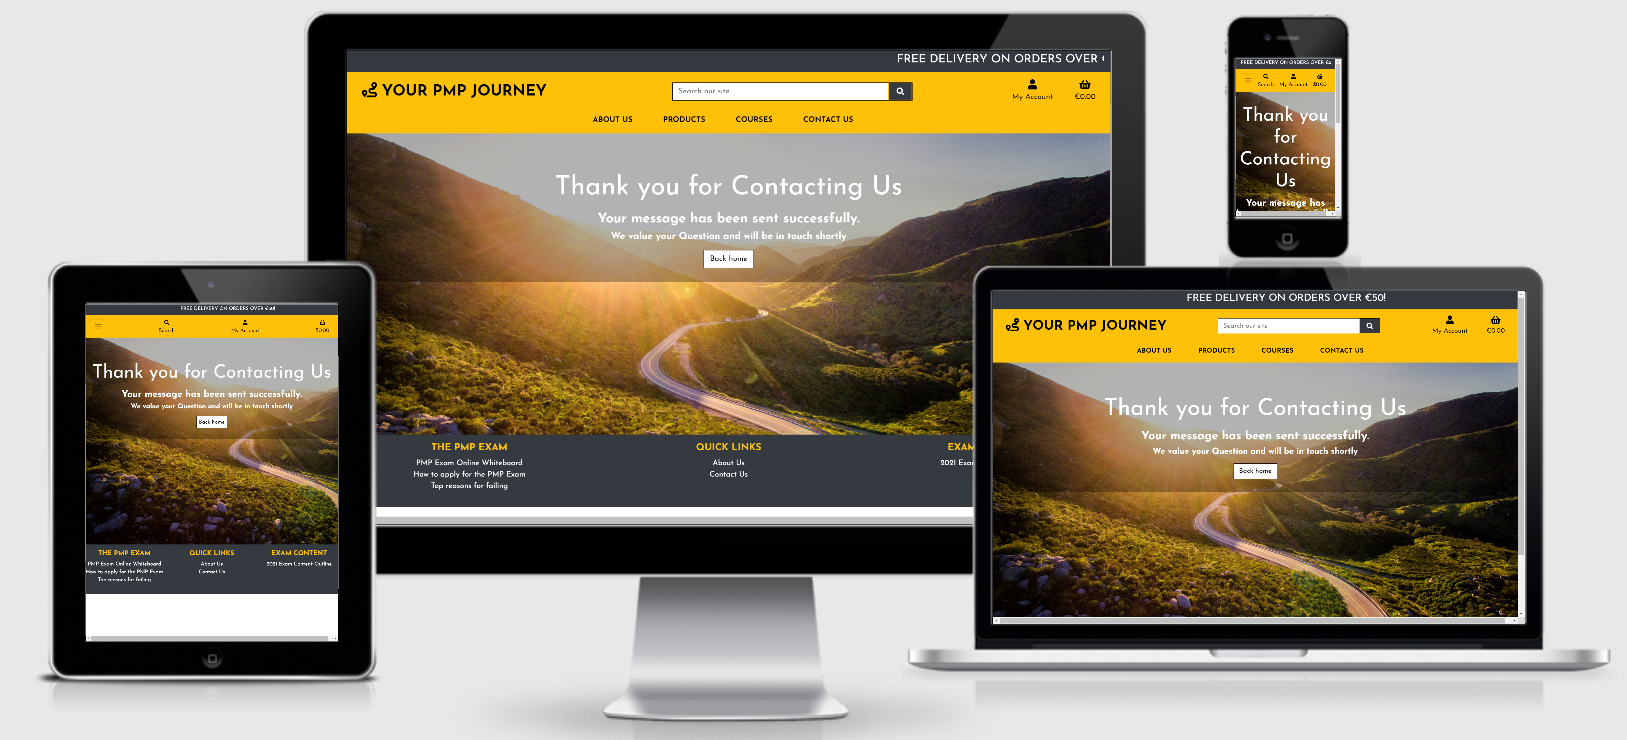 FREE DELIVERY ON ORDERS OVER
YOUR PMP JOURNEY
Search our site
My Account
€0.00
ABOUT US PRODUCTS COURSES CONTACT US
Thank you for Contacting Us
Your message has been sent successfully.
We value your Question and will be in touch shortly
Back home
THE PMP EXAM
PMP Exam Online Whiteboard
How to apply for the PMP Exam
Top reasons for failing
QUICK LINKS
About Us
Contact Us
EXAM
2021 Exam
FREE DELIVERY ON ORDERS OVER €5
Search My Account $0.00
Thank you
for
Contacting
Us
Your message has
FREE DELIVERY ON ORDERS OVER €50!
Search My Account $0.00
Thank you for Contacting Us
Your message has been sent successfully.
We value your Question and will be in touch shortly
Back home
THE PMP EXAM
PMP Exam Online Whiteboard
How to apply for the PMP Exam
Top reasons for failing
QUICK LINKS
About Us
Contact Us
EXAM CONTENT
2021 Exam Content Outline
FREE DELIVERY ON ORDERS OVER €50!
YOUR PMP JOURNEY
Search our site
My Account
€0.00
ABOUT US PRODUCTS COURSES CONTACT US
Thank you for Contacting Us
Your message has been sent successfully.
We value your Question and will be in touch shortly
Back home